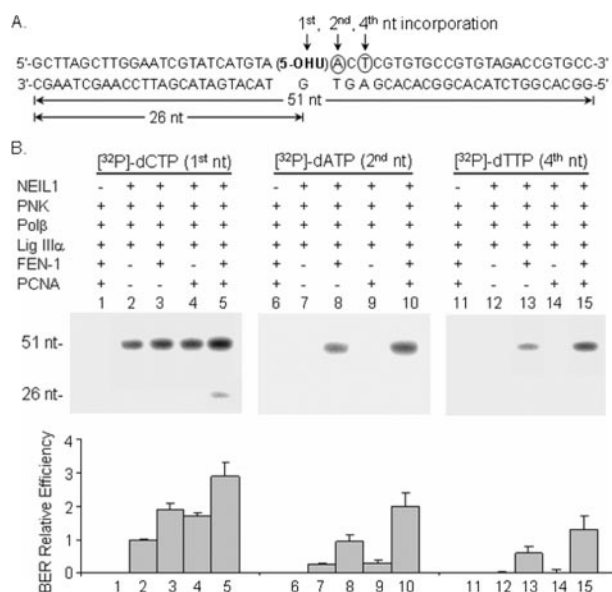 A.
1st, 2nd, 4th nt incorporation
5'-GCTTAGCTTGGAATCGTATCATGTA (5-OHU) A C T CGTGTGCCGTGTAGACCGTGCC-3'
3'-CGAATCGAACCTTAGCATAGTACAT G T G A GCACACGGCACATCTGGCACGG-5'
51 nt
26 nt
B.
[32P]-dCTP (1st nt) [32P]-dATP (2nd nt) [32P]-dTTP (4th nt)
NEIL1 - + + + + - + + + + - + + + +
PNK + + + + + + + + + + + + + + +
Polβ + + + + + + + + + + + + + + +
Lig IIIα + + + + + + + + + + + + + + +
FEN-1 + - + - + + - + - + + - + - +
PCNA + - - + + + - - + + + - - + +
1 2 3 4 5 6 7 8 9 10 11 12 13 14 15
51 nt-
26 nt-
BER Relative Efficiency
4
3
2
1
0
1 2 3 4 5 6 7 8 9 10 11 12 13 14 15